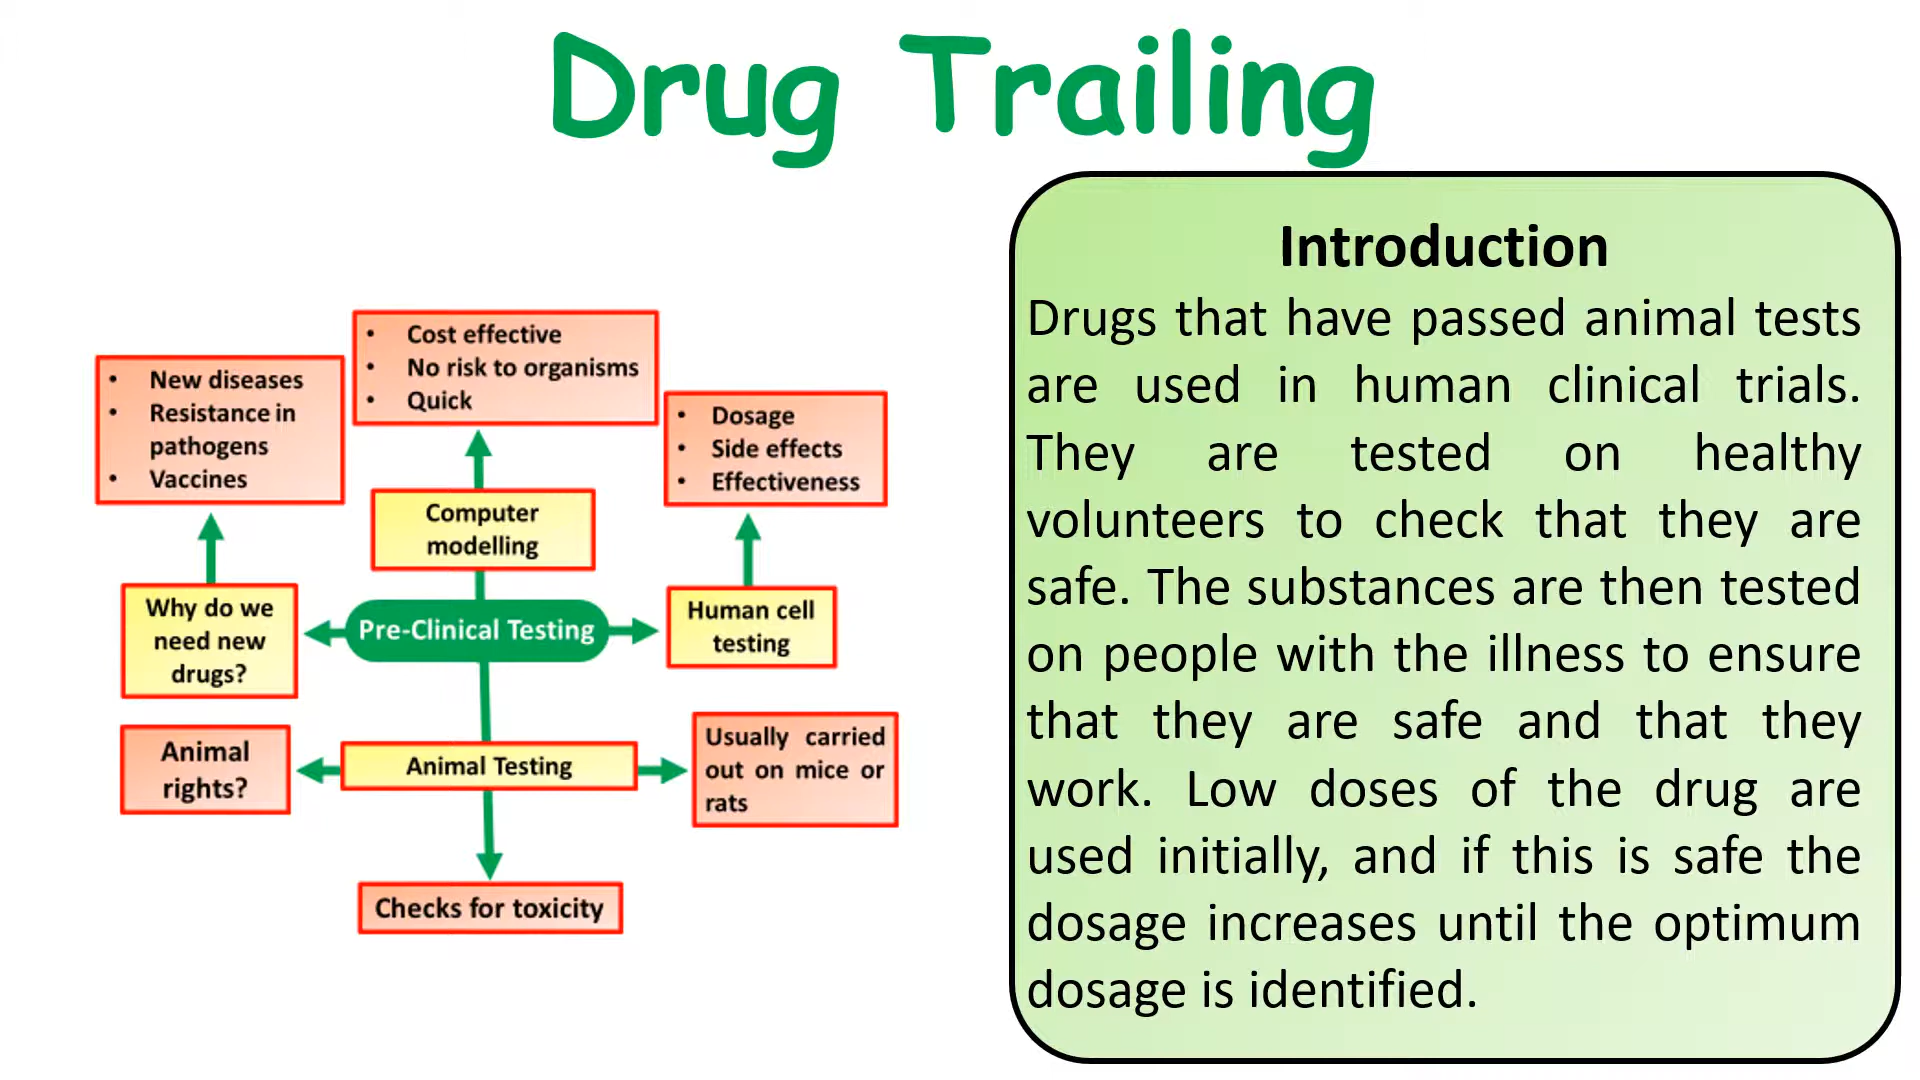 Drug Trailing
• Cost effective
• No risk to organisms
• Quick
• New diseases
• Resistance in
pathogens
• Vaccines
• Dosage
• Side effects
• Effectiveness
Computer
modelling
Why do we
need new
drugs?
Pre-Clinical Testing
Human cell
testing
Animal
rights?
Animal Testing
Usually carried
out on mice or
rats
Checks for toxicity
Introduction
Drugs that have passed animal tests
are used in human clinical trials.
They are tested on healthy
volunteers to check that they are
safe. The substances are then tested
on people with the illness to ensure
that they are safe and that they
work. Low doses of the drug are
used initially, and if this is safe the
dosage increases until the optimum
dosage is identified.